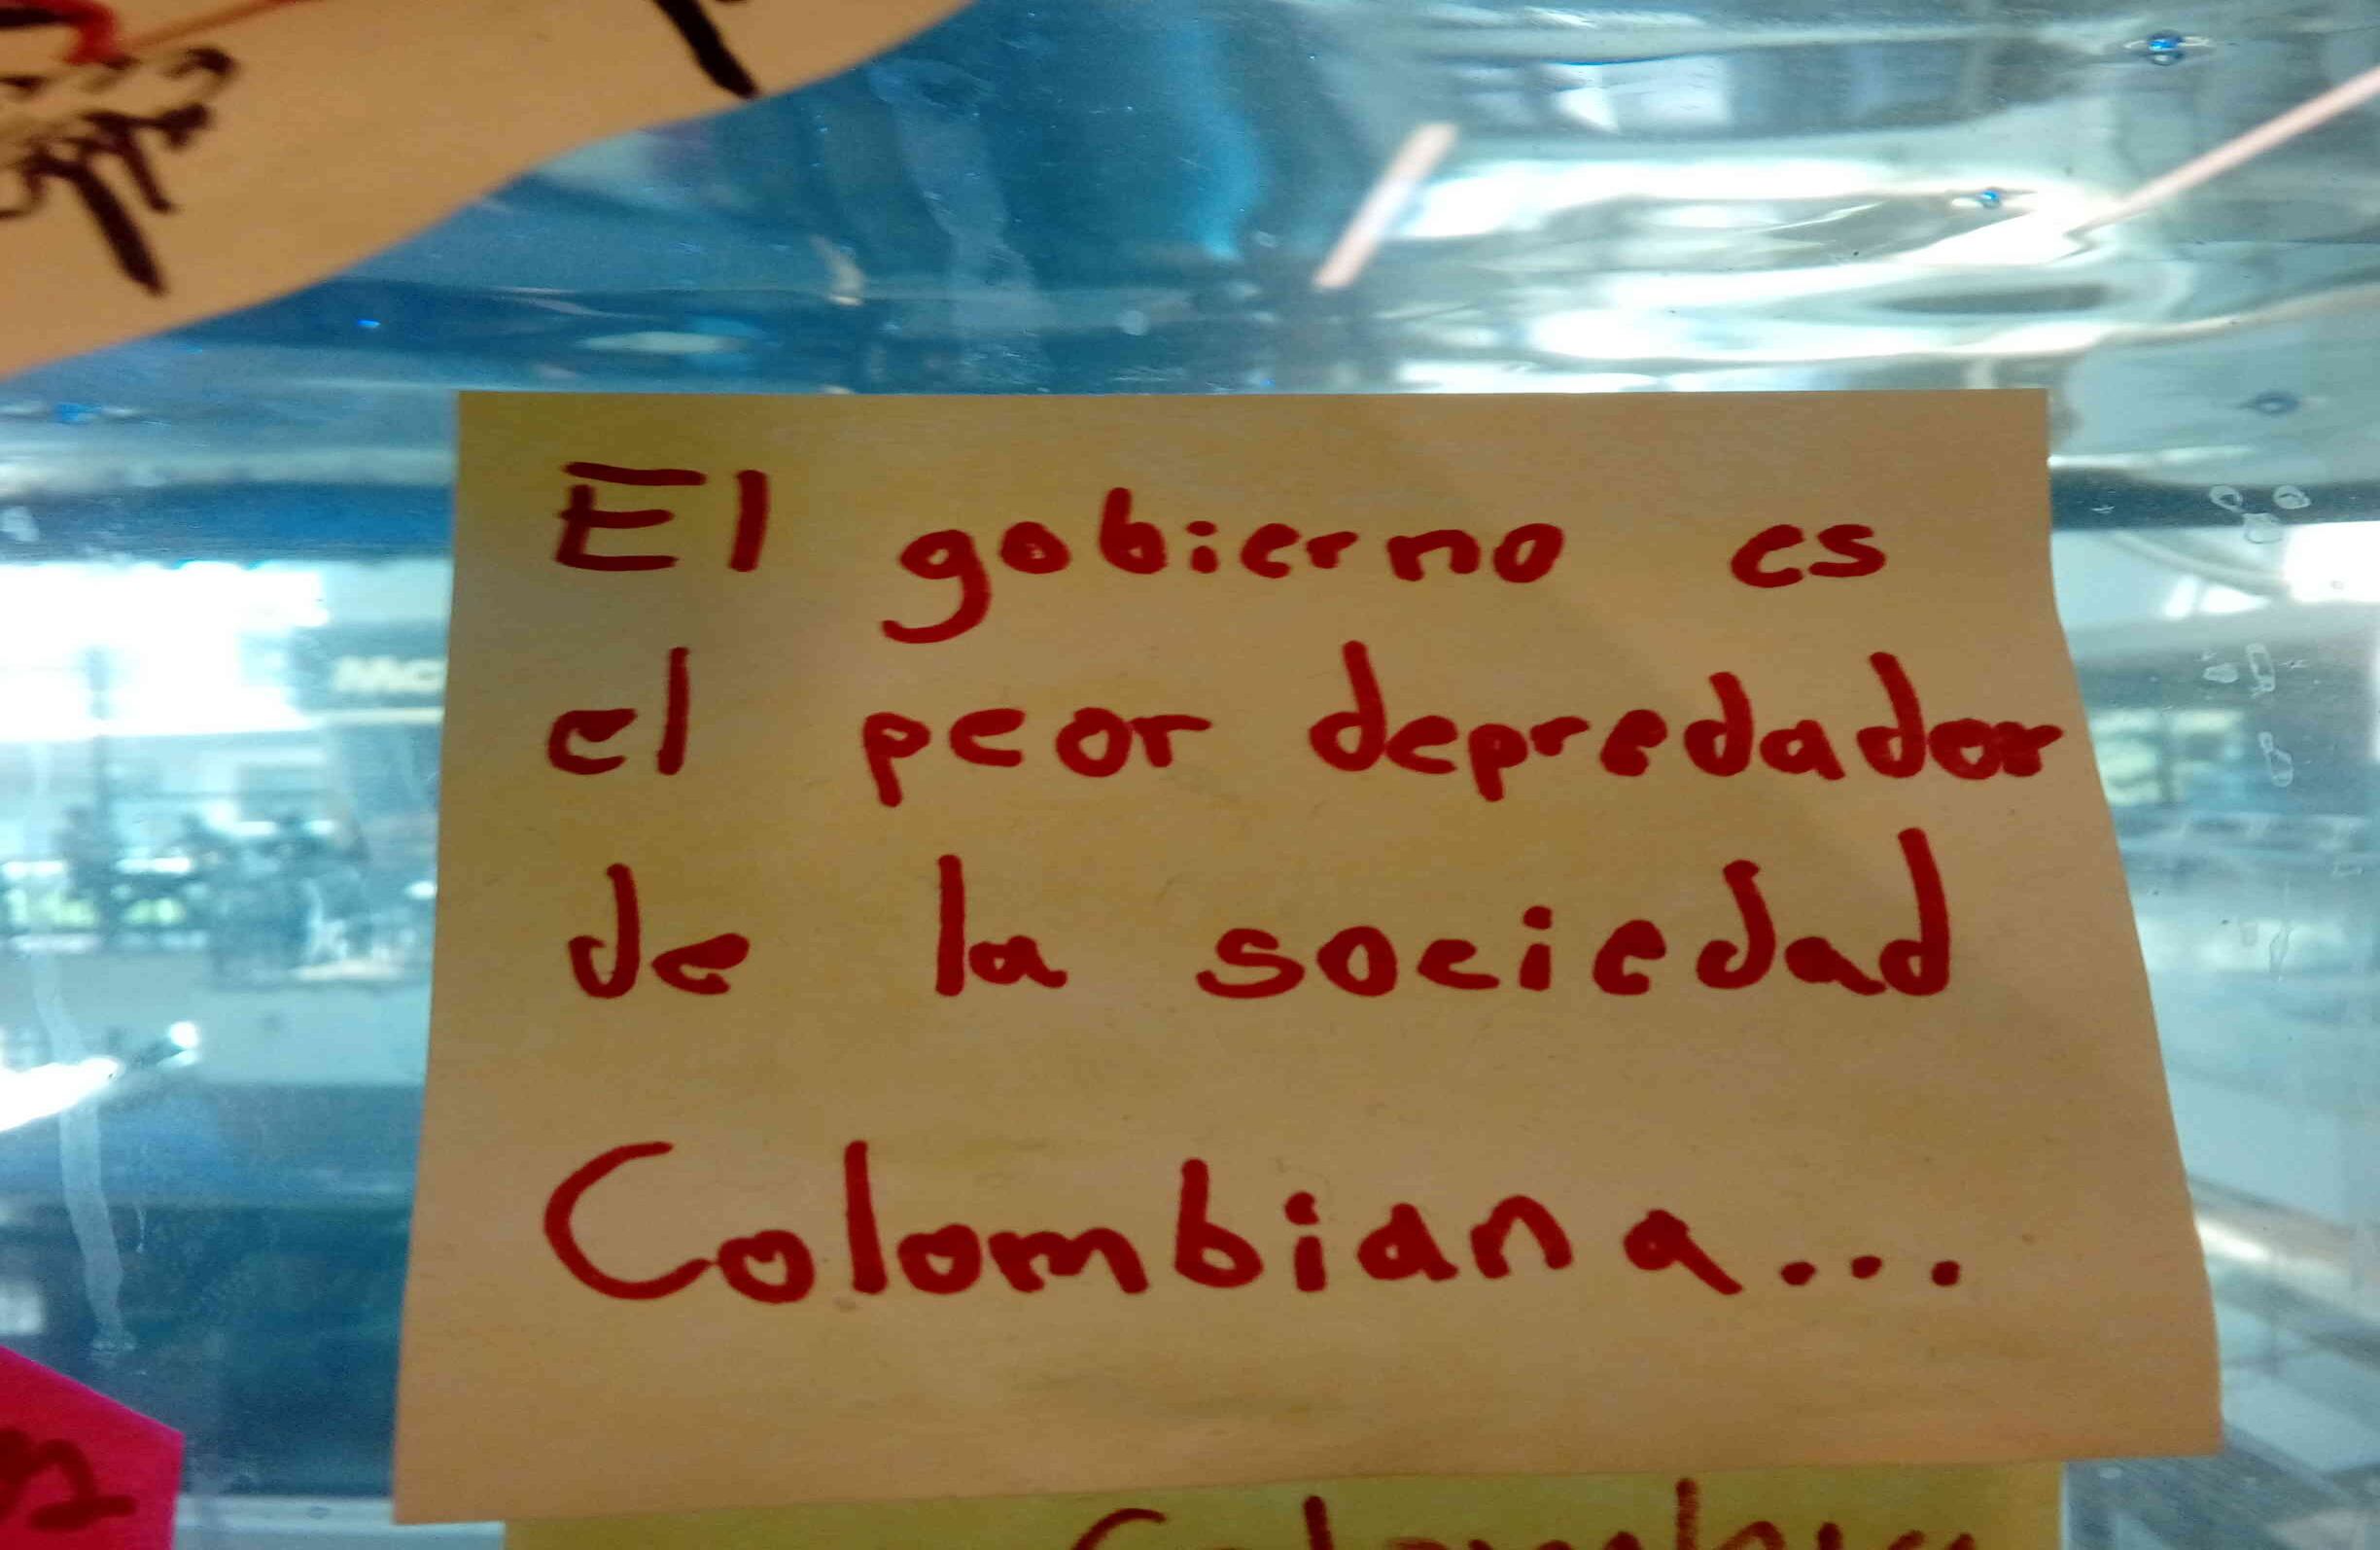 El gobierno es
el peor depredador
de la sociedad
Colombiana...